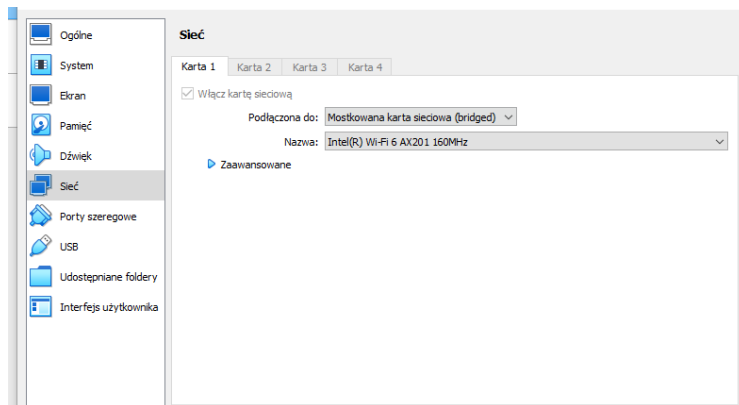 Ogólne
System
Ekran
Pamięć
Dźwięk
Sieć
Porty szeregowe
USB
Udostępniane foldery
Interfejs użytkownika
Sieć
Karta 1 Karta 2 Karta 3 Karta 4
Włącz kartę sieciową
Podłączona do: Mostkowana karta sieciowa (bridged)
Nazwa: Intel(R) Wi-Fi 6 AX201 160MHz
Zaawansowane